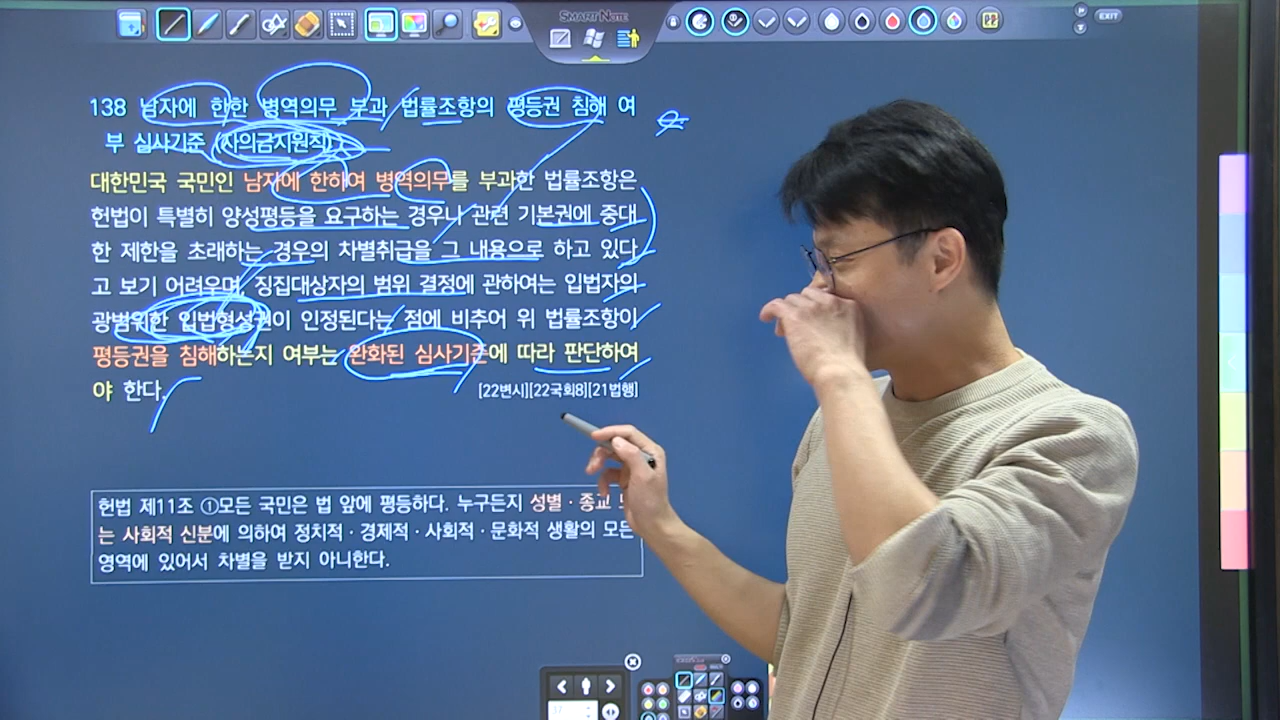 SMARTNOTE
EXIT
138 남자에 한한 병역의무 부과 법률조항의 평등권 침해 여
부 심사기준 (자의금지원칙)
대한민국 국민인 남자에 한하여 병역의무를 부과한 법률조항은
헌법이 특별히 양성평등을 요구하는 경우니 관련 기본권에 중대
한 제한을 초래하는 경우의 차별취급을 그 내용으로 하고 있다
고 보기 어려우며, 징집대상자의 범위 결정에 관하여는 입법자의
광범위한 입법형성권이 인정된다는 점에 비추어 위 법률조항이
평등권을 침해하는지 여부는 완화된 심사기준에 따라 판단하여
야 한다.
[22변시][22국회8][21법행]
헌법 제11조 ①모든 국민은 법 앞에 평등하다. 누구든지 성별·종교
는 사회적 신분에 의하여 정치적·경제적·사회적·문화적 생활의 모든
영역에 있어서 차별을 받지 아니한다.